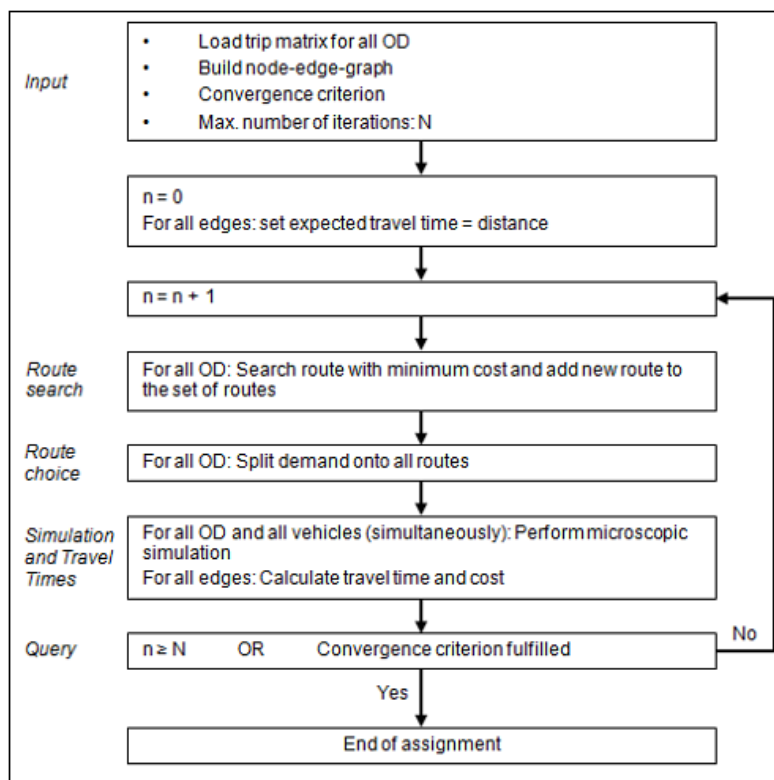 Input
• Load trip matrix for all OD
• Build node-edge-graph
• Convergence criterion
• Max. number of iterations: N
n = 0
For all edges: set expected travel time = distance
n = n + 1
Route
search
For all OD: Search route with minimum cost and add new route to
the set of routes
Route
choice
For all OD: Split demand onto all routes
Simulation
and Travel
Times
For all OD and all vehicles (simultaneously): Perform microscopic
simulation
For all edges: Calculate travel time and cost
Query
n ≥ N OR Convergence criterion fulfilled
No
Yes
End of assignment